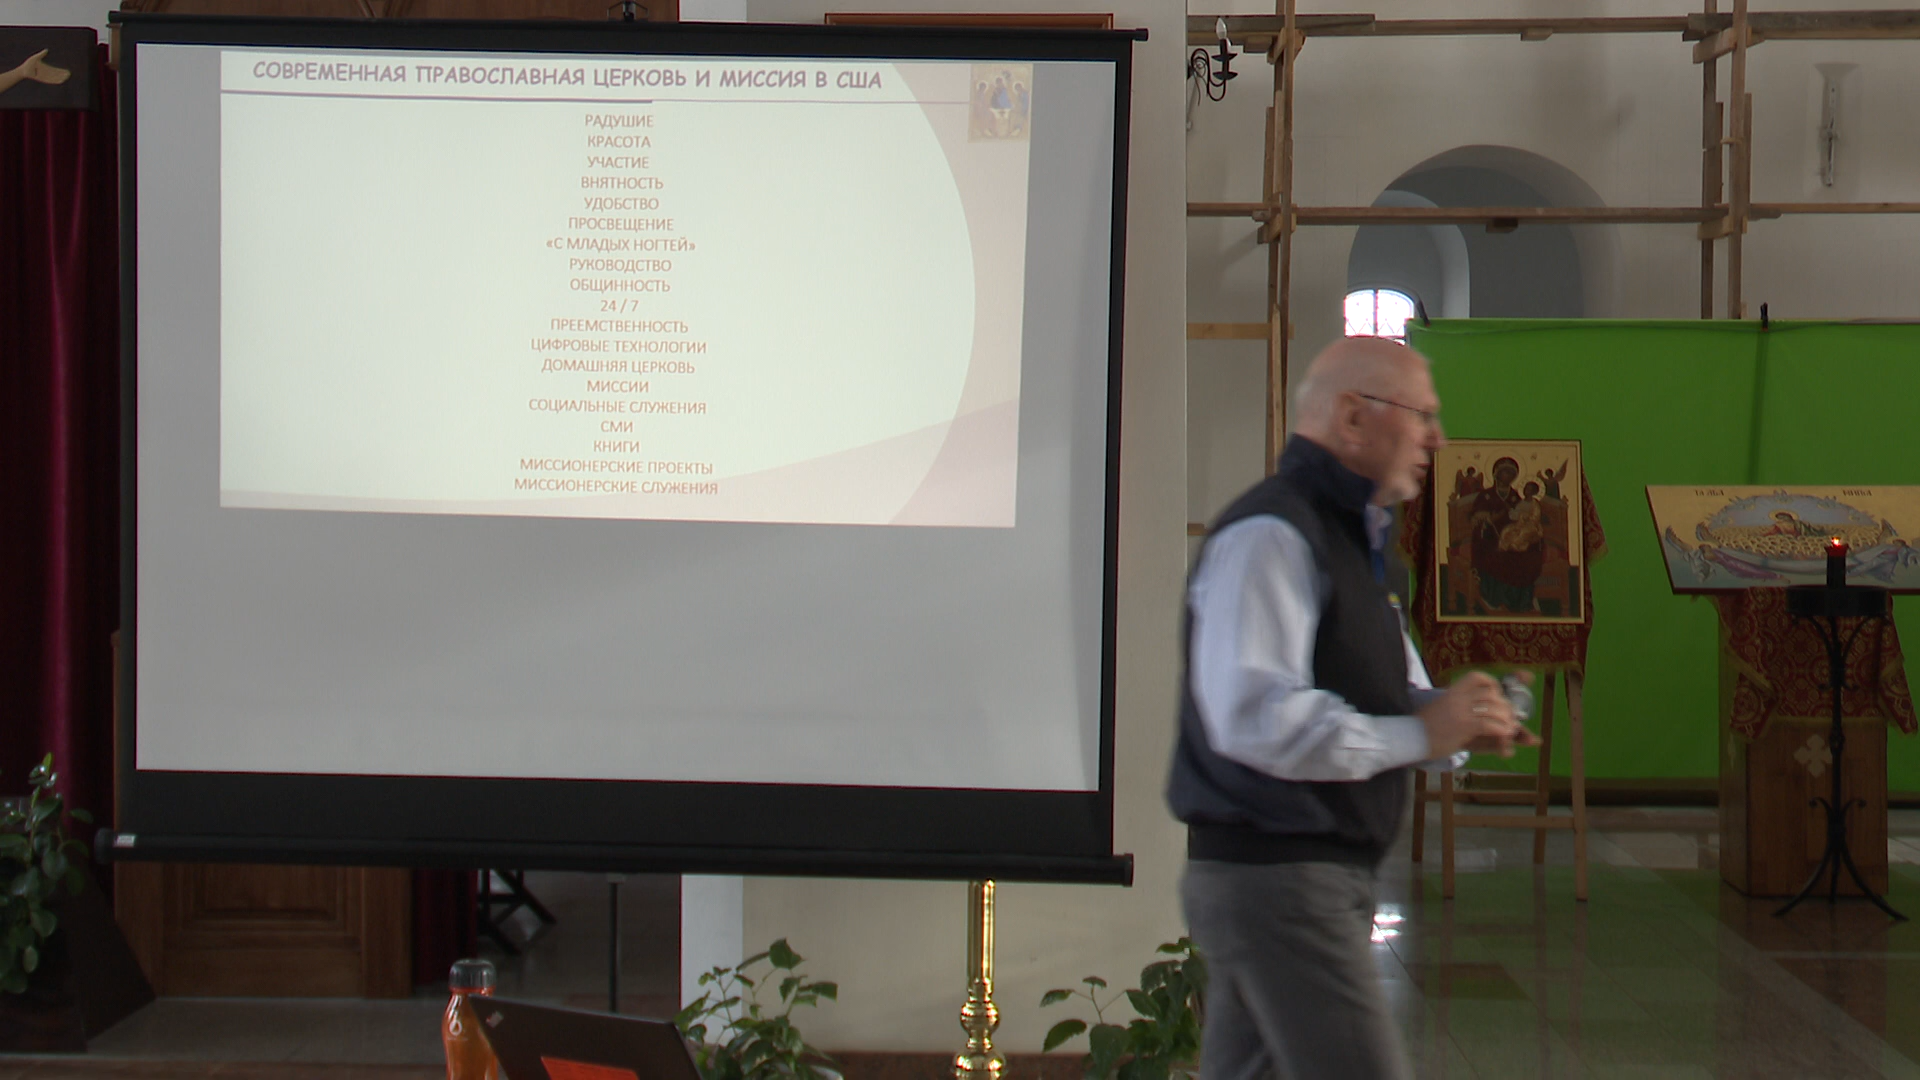 СОВРЕМЕННАЯ ПРАВОСЛАВНАЯ ЦЕРКОВЬ И МИССИЯ В США
РАДУШИЕ
КРАСОТА
УЧАСТИЕ
ВНЯТНОСТЬ
УДОБСТВО
ПРОСВЕЩЕНИЕ
«С МЛАДЫХ НОГТЕЙ»
РУКОВОДСТВО
ОБЩИННОСТЬ
24 / 7
ПРЕЕМСТВЕННОСТЬ
ЦИФРОВЫЕ ТЕХНОЛОГИИ
ДОМАШНЯЯ ЦЕРКОВЬ
МИССИИ
СОЦИАЛЬНЫЕ СЛУЖЕНИЯ
СМИ
КНИГИ
МИССИОНЕРСКИЕ ПРОЕКТЫ
МИССИОНЕРСКИЕ СЛУЖЕНИЯ